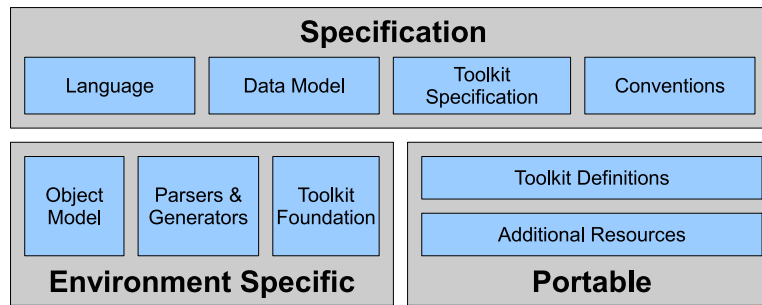 Specification
Language
Data Model
Toolkit
Specification
Conventions
Object
Model
Parsers &
Generators
Toolkit
Foundation
Environment Specific
Toolkit Definitions
Additional Resources
Portable